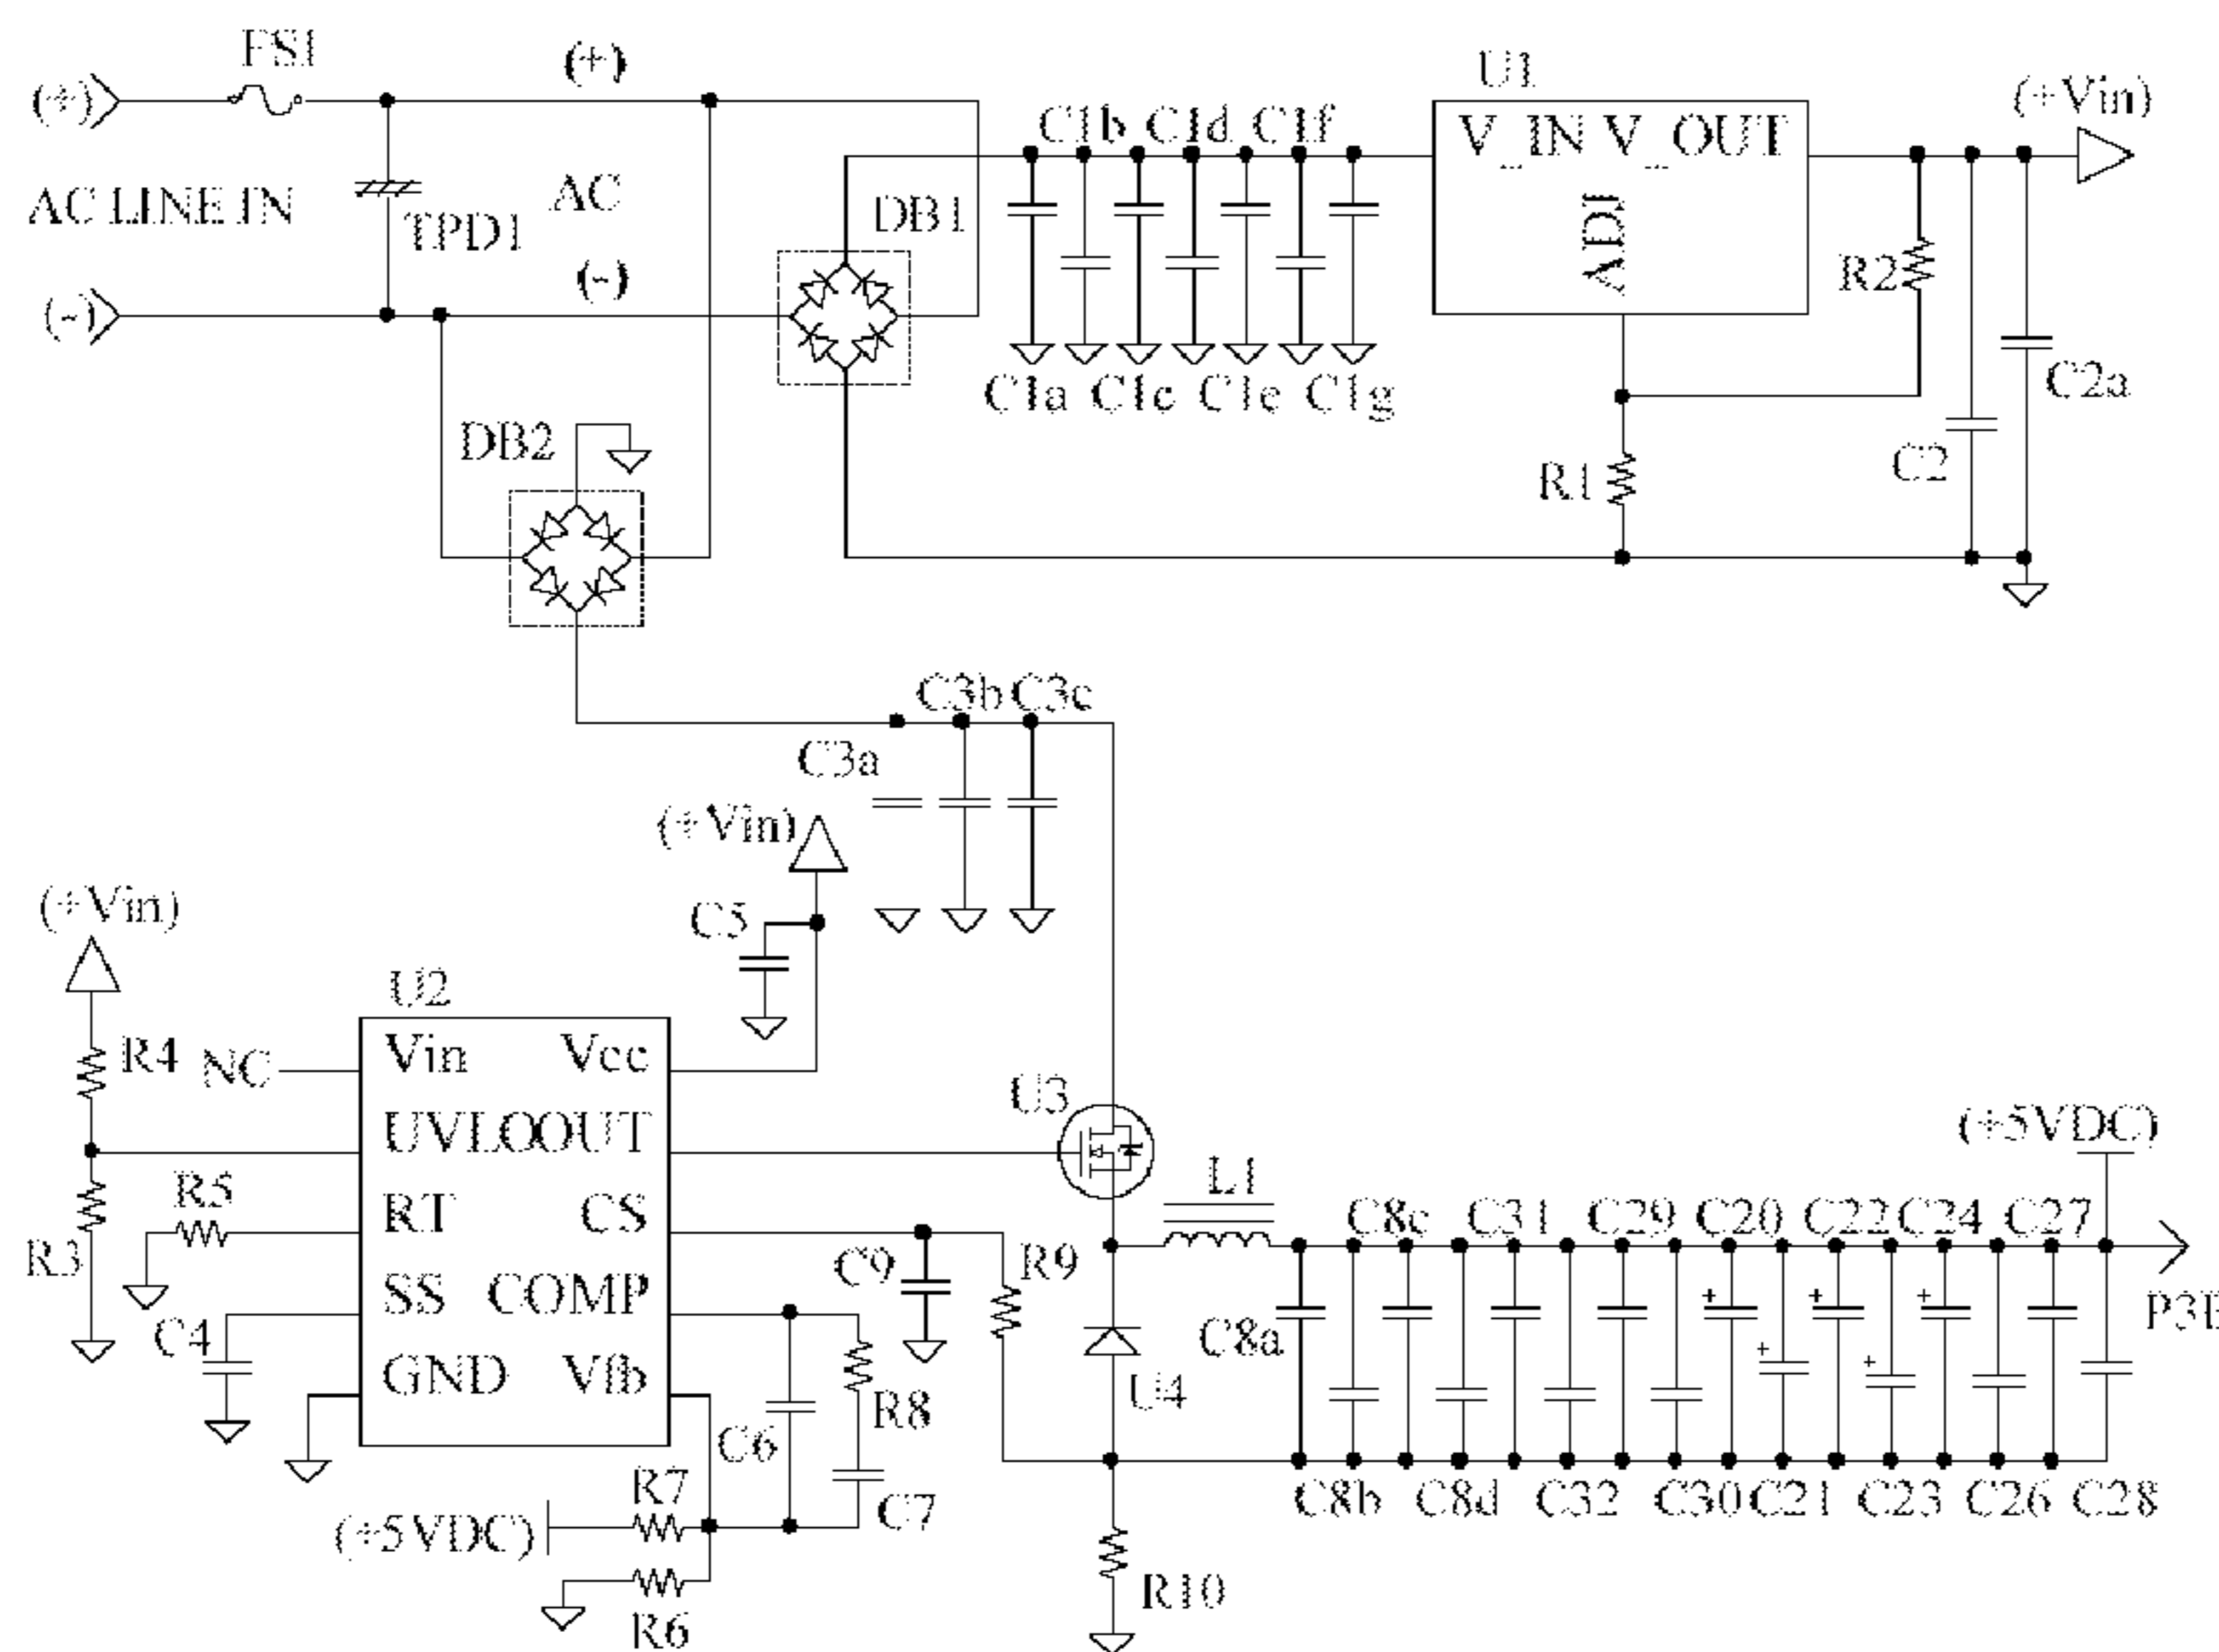 FS1
(+)
(+)
U1
(+Vin)
C1b C1d C1f
V_IN V_OUT
AC LINE IN
TPD1
AC
DB1
ADJ
R2
(-)
(-)
C1a C1c C1e C1g
C2a
DB2
R1
C2
C3b C3c
C3a
(+Vin)
(+Vin)
C5
U2
R4
NC
Vin Vcc
U3
UVLO OUT
(+5VDC)
R5
RT CS
L1
C8c C31 C29 C20 C22 C24 C27
R3
C9
R9
SS COMP
C4
C8a
+ + +
+ +
GND Vfb
U4
R8
C6
R7
C7
C8b C8d C32 C30 C21 C23 C26 C28
(+5VDC)
R10
R6